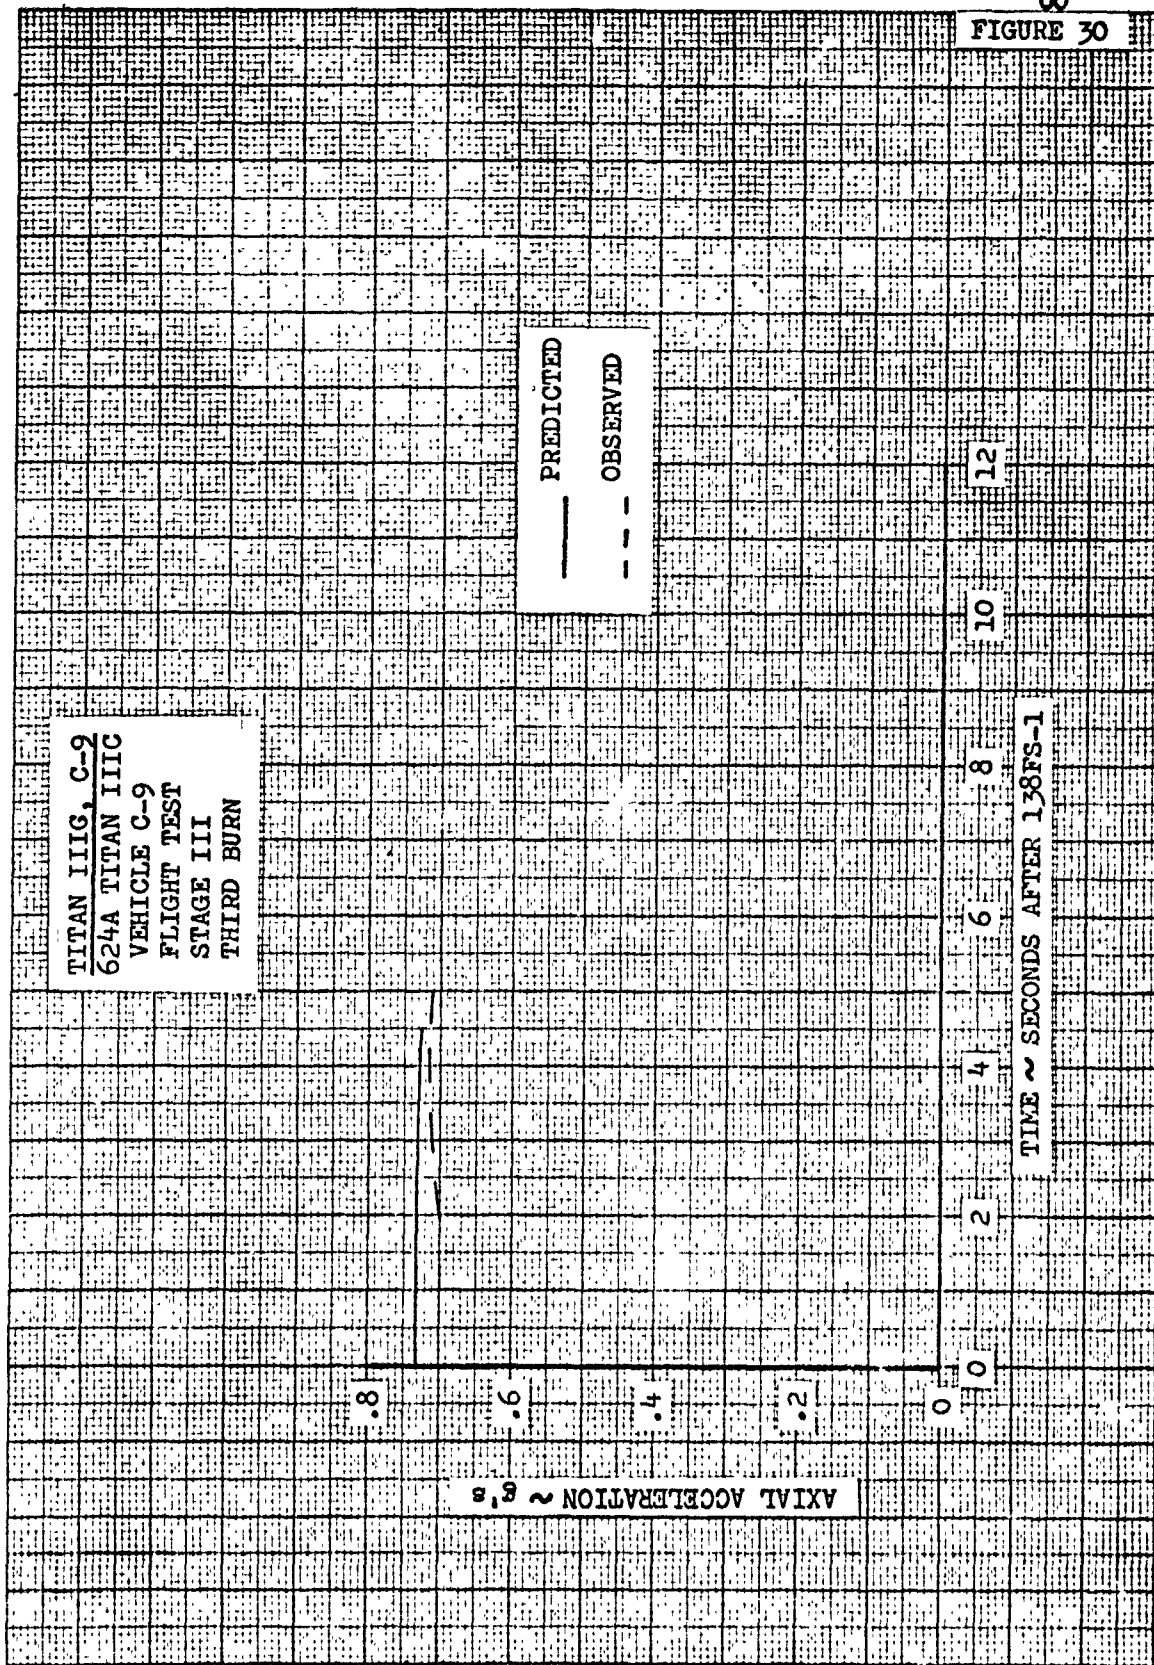 FIGURE 30
TITAN IIIG, C-9
624A TITAN IIIC
VEHICLE C-9
FLIGHT TEST
STAGE III
THIRD BURN
PREDICTED
OBSERVED
AXIAL ACCELERATION ~ g's
.8
.6
.4
.2
0
0
2
4
6
8
10
12
TIME ~ SECONDS AFTER 138FS-1